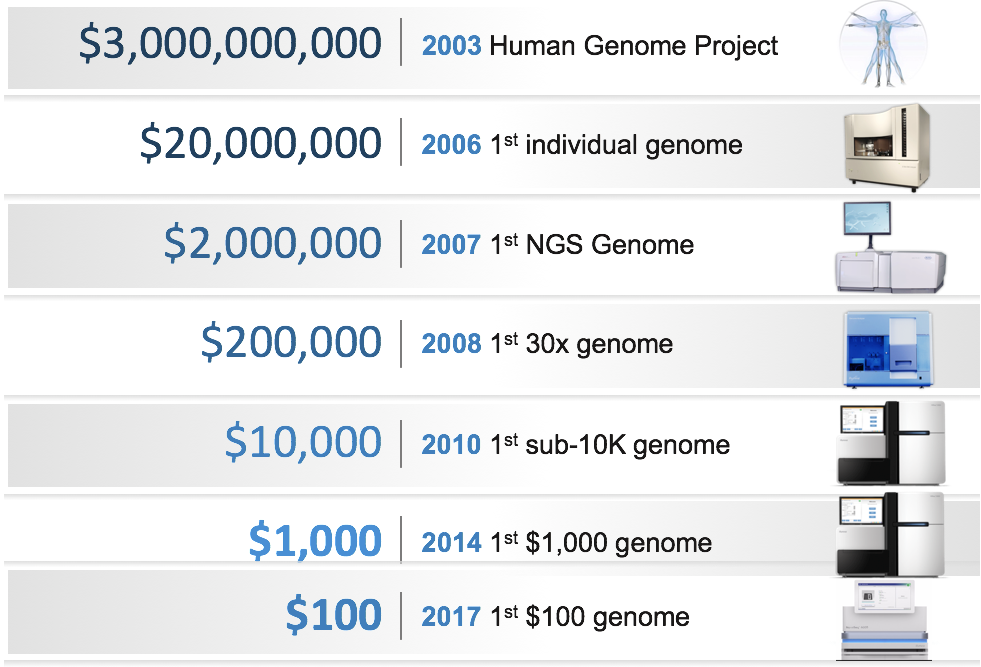 $3,000,000,000 2003 Human Genome Project
$20,000,000 2006 1st individual genome
$2,000,000 2007 1st NGS Genome
$200,000 2008 1st 30x genome
$10,000 2010 1st sub-10K genome
$1,000 2014 1st $1,000 genome
$100 2017 1st $100 genome